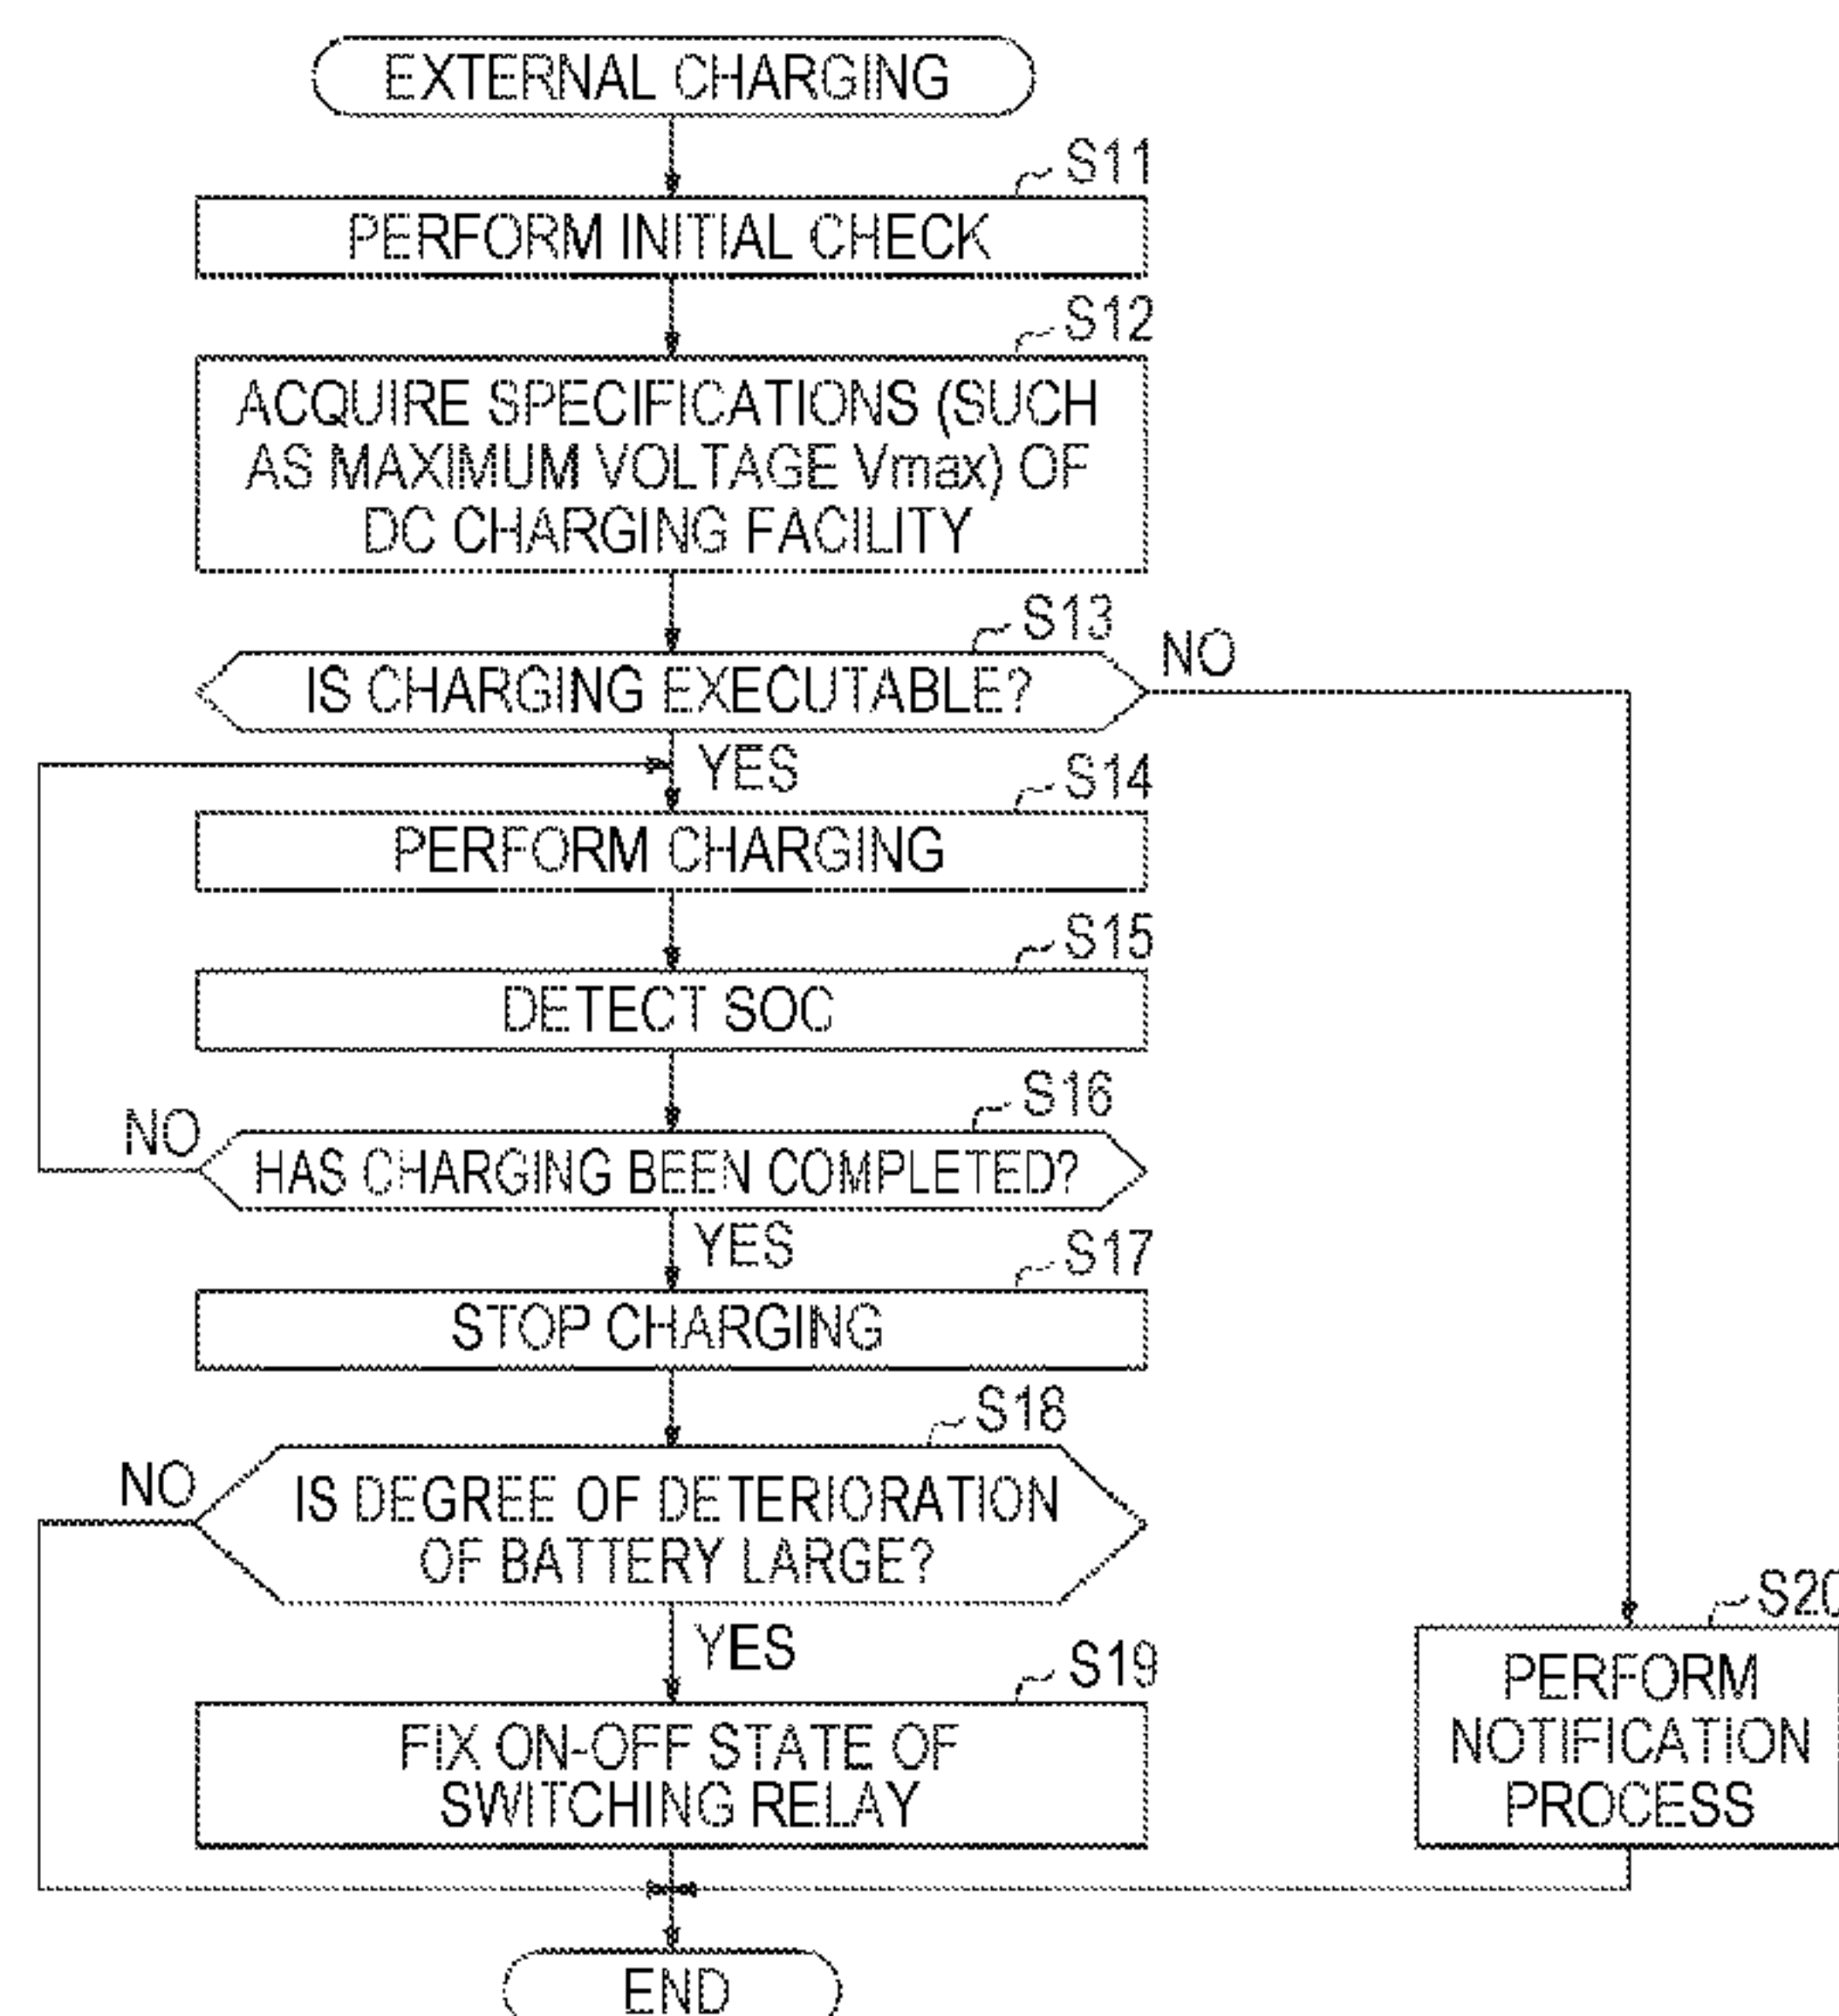 EXTERNAL CHARGING
S11
PERFORM INITIAL CHECK
S12
ACQUIRE SPECIFICATIONS (SUCH
AS MAXIMUM VOLTAGE Vmax) OF
DC CHARGING FACILITY
S13
IS CHARGING EXECUTABLE?
NO
YES
S14
PERFORM CHARGING
S15
DETECT SOC
S16
NO
HAS CHARGING BEEN COMPLETED?
YES
S17
STOP CHARGING
S18
NO
IS DEGREE OF DETERIORATION
OF BATTERY LARGE?
YES
S19
FIX ON-OFF STATE OF
SWITCHING RELAY
S20
PERFORM
NOTIFICATION
PROCESS
END